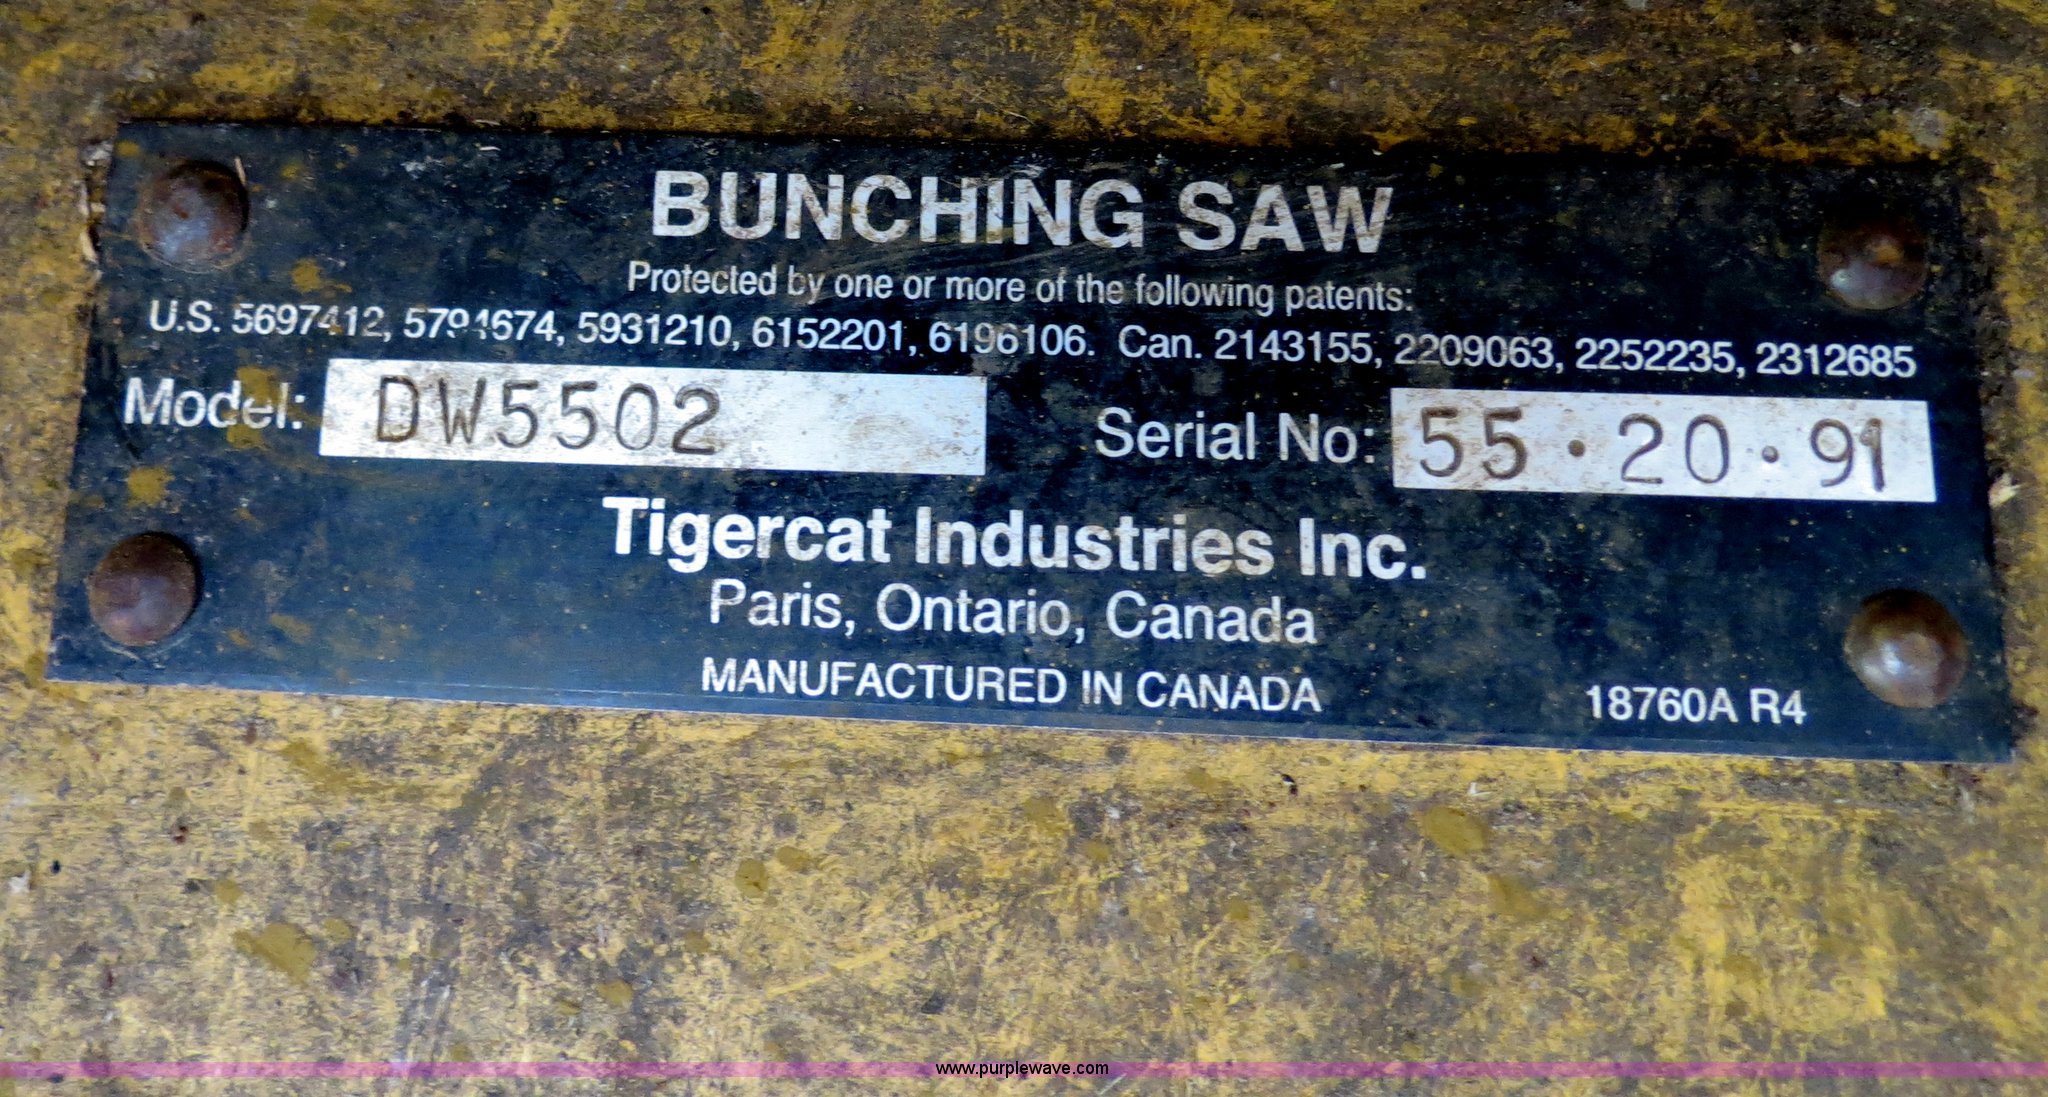 BUNCHING SAW
Protected by one or more of the following patents:
U.S. 5697412, 5794674, 5931210, 6152201, 6196106. Can. 2143155, 2209063, 2252235, 2312685
Model: DW5502 Serial No: 55·20·91
Tigercat Industries Inc.
Paris, Ontario, Canada
MANUFACTURED IN CANADA 18760A R4
www.purplewave.com